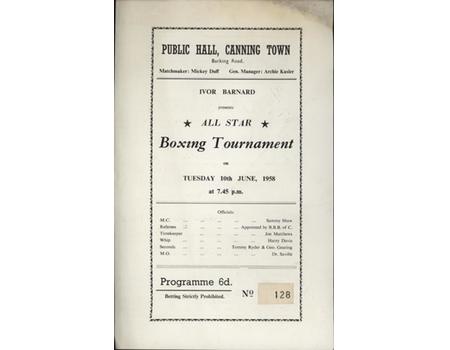 PUBLIC HALL, CANNING TOWN
Barking Road.
Matchmaker: Mickey Duff Gen. Manager: Archie Kasler
IVOR BARNARD
presents
★ ALL STAR ★
Boxing Tournament
on
TUESDAY 10th JUNE, 1958
at 7.45 p.m.
Officials:
M.C. ... ... ... ... Sammy Shaw
Referees ... ... ... Appointed by B.B.B. of C.
Timekeeper ... ... ... ... Jon Matthews
Whip ... ... ... ... Harry Davis
Seconds ... ... ... Tommy Ryder & Geo. Gearing
M.O. ... ... ... ... Dr. Saville
Programme 6d.
Betting Strictly Prohibited.
No 128